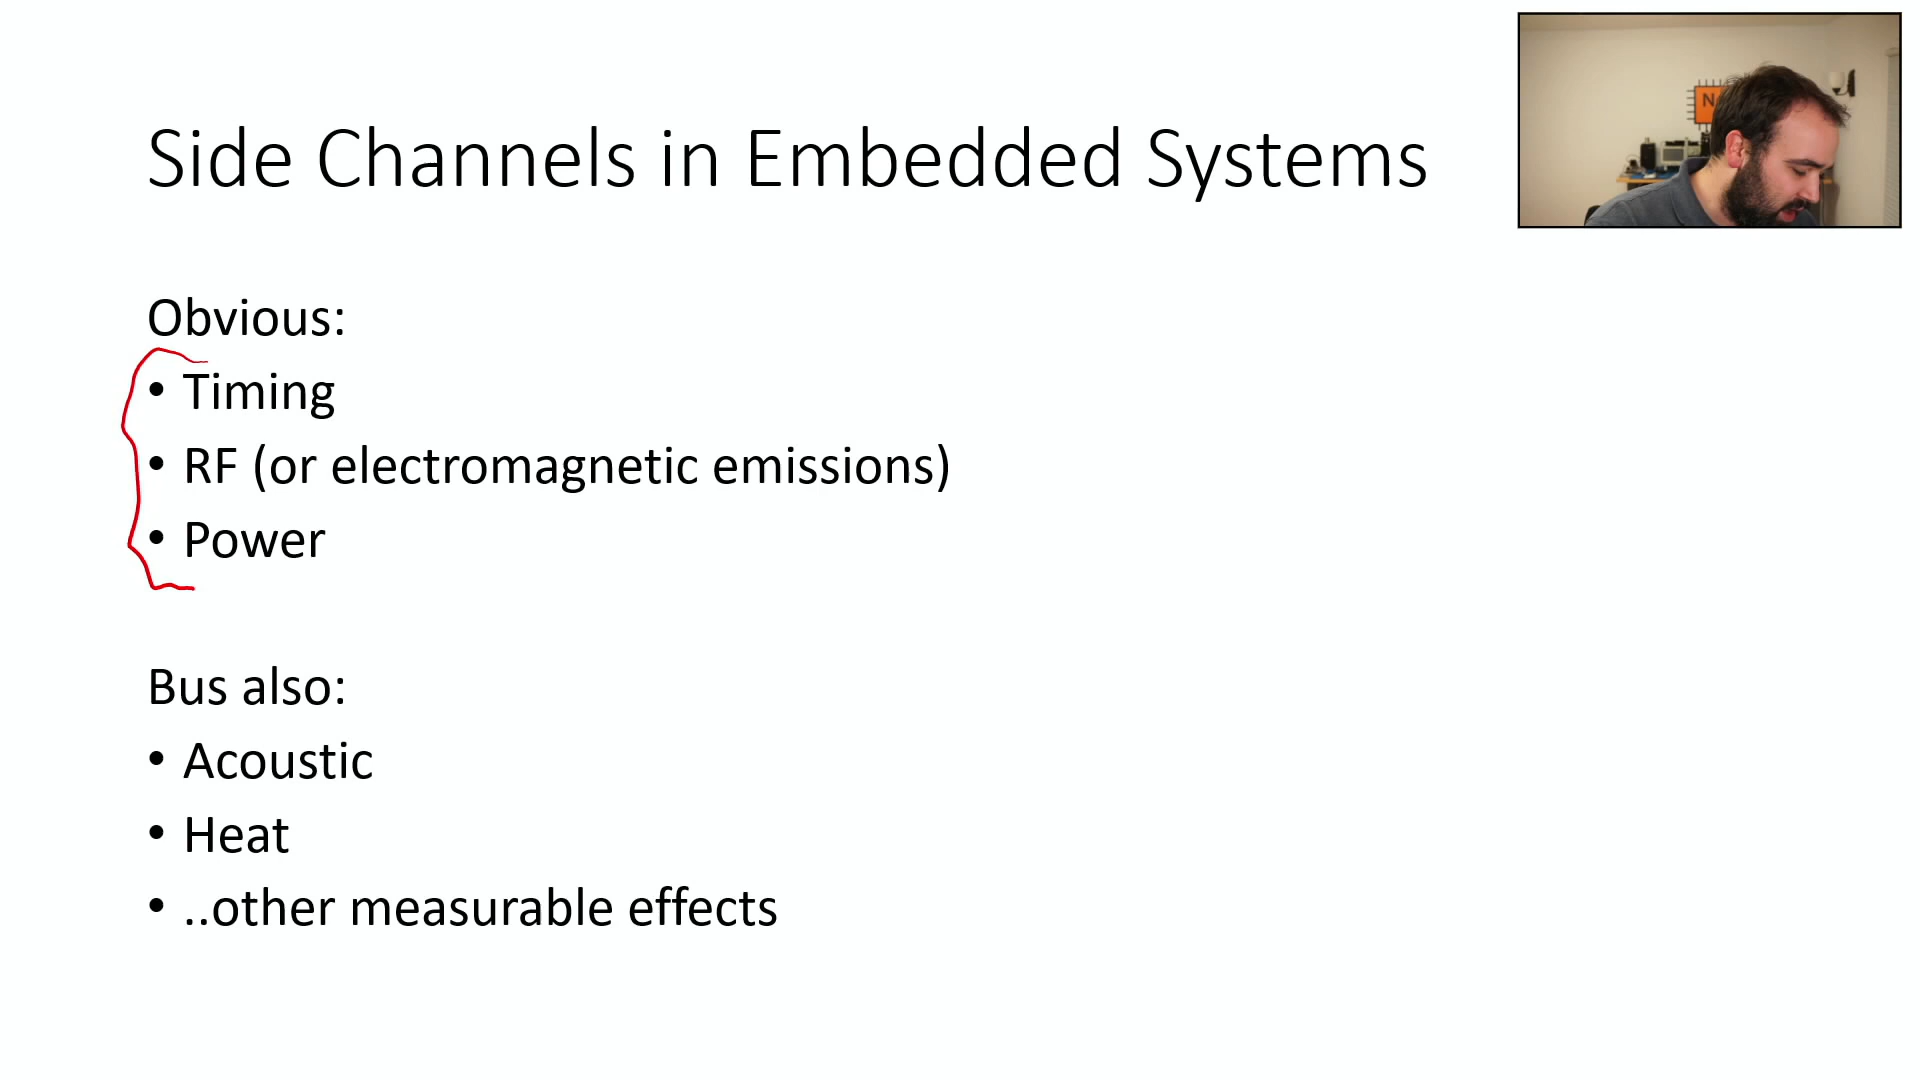 Side Channels in Embedded Systems
Obvious:
• Timing
• RF (or electromagnetic emissions)
• Power
Bus also:
• Acoustic
• Heat
• ..other measurable effects